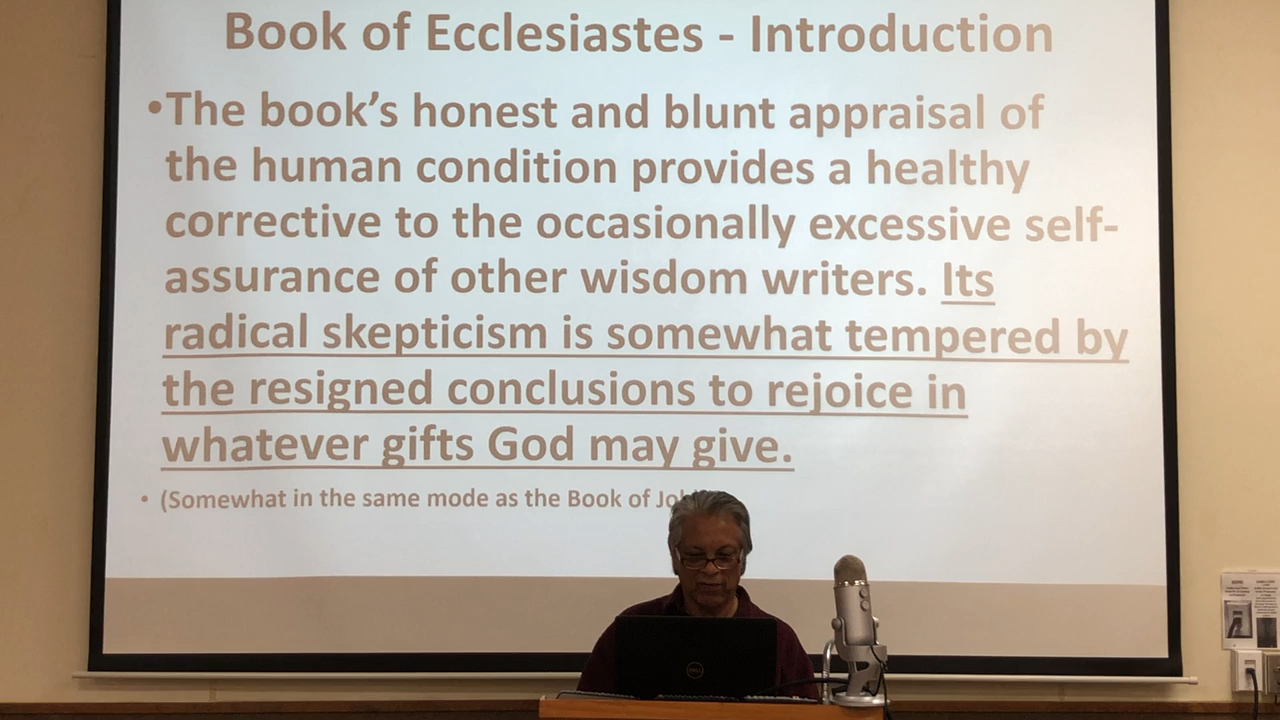 Book of Ecclesiastes - Introduction
•The book's honest and blunt appraisal of
the human condition provides a healthy
corrective to the occasionally excessive self-
assurance of other wisdom writers. Its
radical skepticism is somewhat tempered by
the resigned conclusions to rejoice in
whatever gifts God may give.
• (Somewhat in the same mode as the Book of
DELL